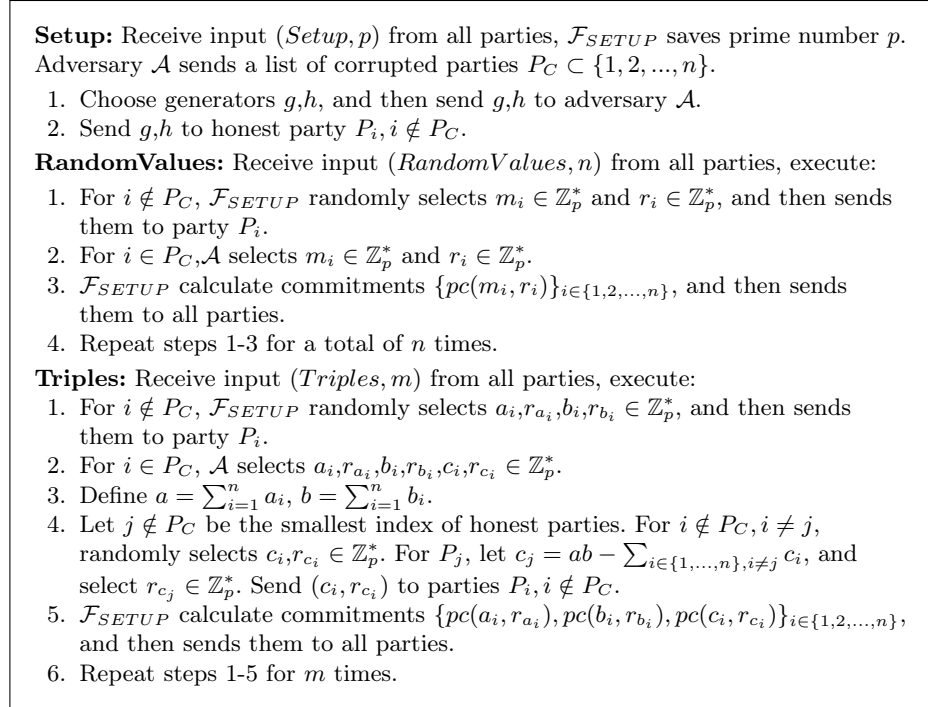 Setup: Receive input (Setup, p) from all parties, F_SETUP saves prime number p.
Adversary A sends a list of corrupted parties P_C ⊂ {1, 2, ..., n}.
1. Choose generators g,h, and then send g,h to adversary A.
2. Send g,h to honest party P_i, i ∉ P_C.
RandomValues: Receive input (RandomValues, n) from all parties, execute:
1. For i ∉ P_C, F_SETUP randomly selects m_i ∈ ℤ_p^* and r_i ∈ ℤ_p^*, and then sends
them to party P_i.
2. For i ∈ P_C,A selects m_i ∈ ℤ_p^* and r_i ∈ ℤ_p^*.
3. F_SETUP calculate commitments {pc(m_i, r_i)}_{i∈{1,2,...,n}}, and then sends
them to all parties.
4. Repeat steps 1-3 for a total of n times.
Triples: Receive input (Triples, m) from all parties, execute:
1. For i ∉ P_C, F_SETUP randomly selects a_i,r_{a_i},b_i,r_{b_i} ∈ ℤ_p^*, and then sends
them to party P_i.
2. For i ∈ P_C, A selects a_i,r_{a_i},b_i,r_{b_i},c_i,r_{c_i} ∈ ℤ_p^*.
3. Define a = ∑_{i=1}^n a_i, b = ∑_{i=1}^n b_i.
4. Let j ∉ P_C be the smallest index of honest parties. For i ∉ P_C, i ≠ j,
randomly selects c_i,r_{c_i} ∈ ℤ_p^*. For P_j, let c_j = ab − ∑_{i∈{1,...,n},i≠j} c_i, and
select r_{c_j} ∈ ℤ_p^*. Send (c_i, r_{c_i}) to parties P_i, i ∉ P_C.
5. F_SETUP calculate commitments {pc(a_i, r_{a_i}), pc(b_i, r_{b_i}), pc(c_i, r_{c_i})}_{i∈{1,2,...,n}},
and then sends them to all parties.
6. Repeat steps 1-5 for m times.